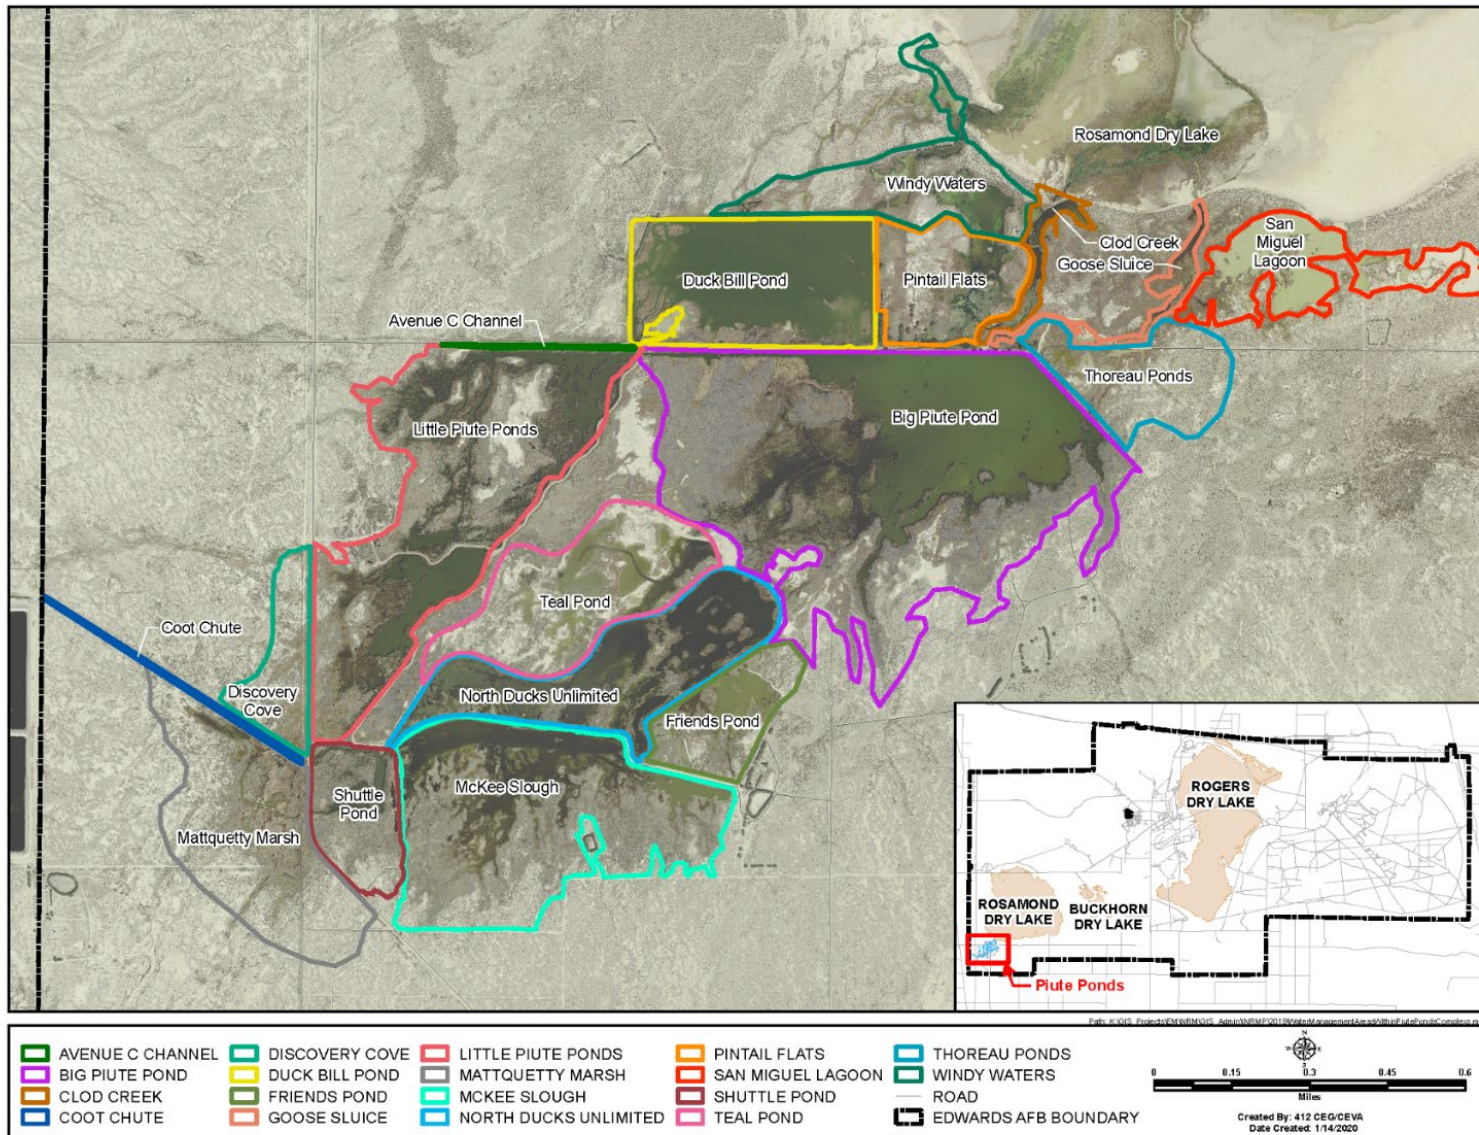 Rosamond Dry Lake
Windy Waters
San
Miguel
Lagoon
Clod Creek
Goose Sluice
Duck Bill Pond
Pintail Flats
Avenue C Channel
Thoreau Ponds
Big Piute Pond
Little Piute Ponds
Teal Pond
Coot Chute
Discovery
Cove
North Ducks Unlimited
Friends Pond
McKee Slough
Shuttle
Pond
Mattquetty Marsh
ROGERS
DRY LAKE
ROSAMOND
DRY LAKE
BUCKHORN
DRY LAKE
Piute Ponds
AVENUE C CHANNEL
BIG PIUTE POND
CLOD CREEK
COOT CHUTE
DISCOVERY COVE
DUCK BILL POND
FRIENDS POND
GOOSE SLUICE
LITTLE PIUTE PONDS
MATTQUETTY MARSH
MCKEE SLOUGH
NORTH DUCKS UNLIMITED
PINTAIL FLATS
SAN MIGUEL LAGOON
SHUTTLE POND
TEAL POND
THOREAU PONDS
WINDY WATERS
ROAD
EDWARDS AFB BOUNDARY
N
0 0.15 0.3 0.45 0.6
Miles
Created By: 412 CEG/CEVA
Date Created: 1/14/2020